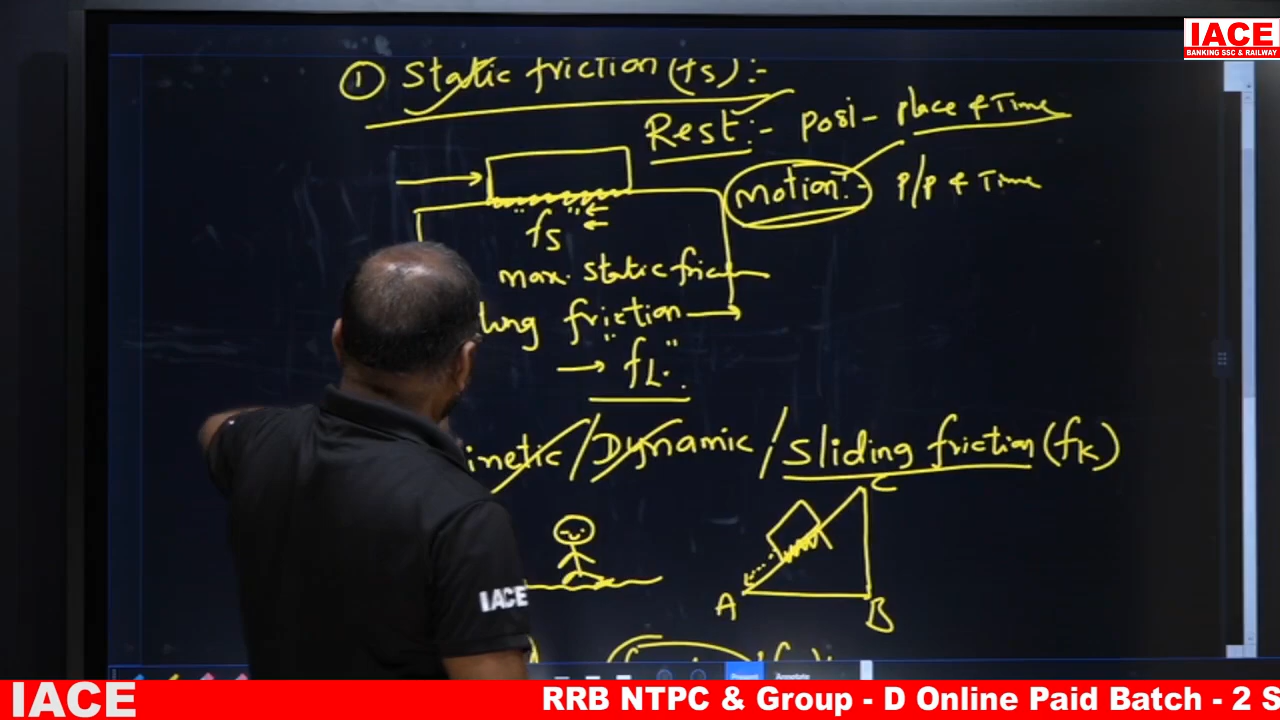 IACE
BANKING SSC & RAILWAY
① Static friction (fs) :-
Rest :- Posi- place & Time
motion :- P/P & Time
fs
max. static fric
friction
fL
inetic / Dynamic / Sliding friction (fk)
C
A
B
IACE
IACE
RRB NTPC & Group - D Online Paid Batch - 2 S